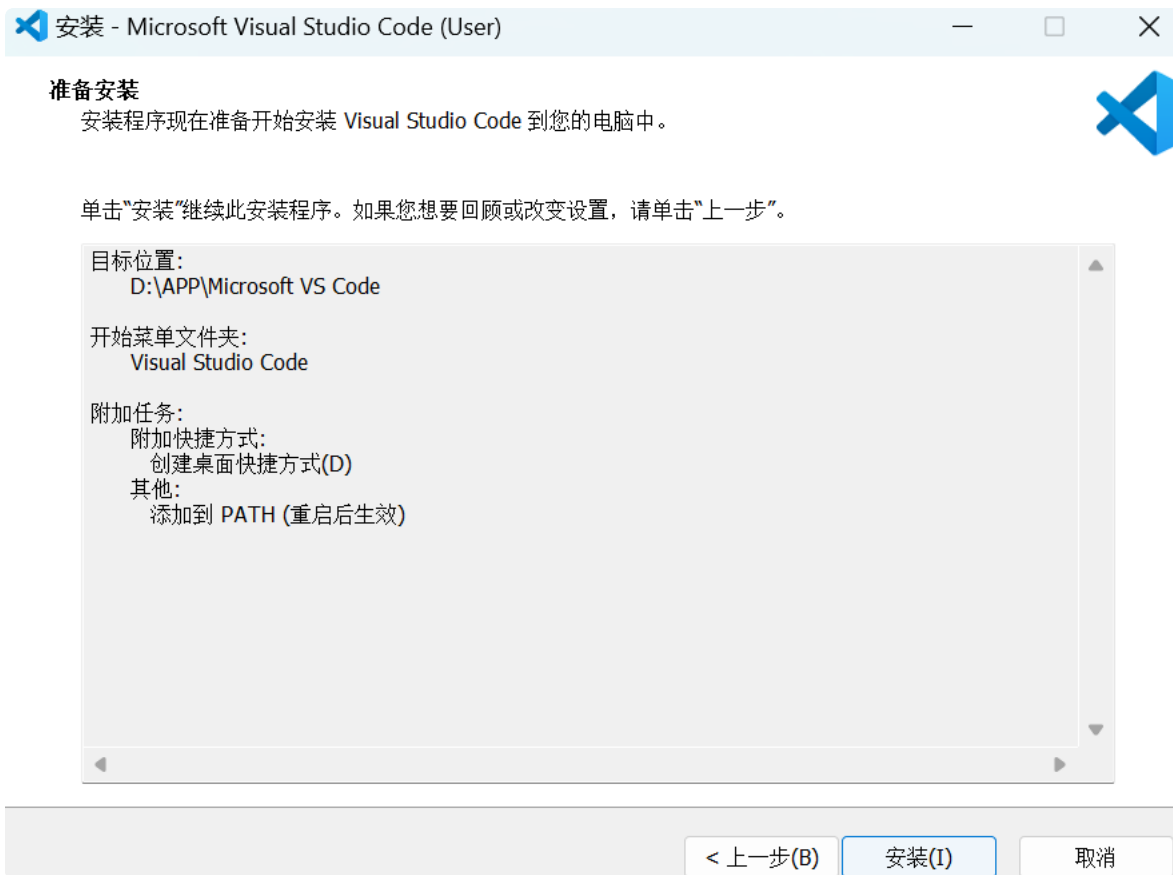 安装 - Microsoft Visual Studio Code (User)
准备安装
安装程序现在准备开始安装 Visual Studio Code 到您的电脑中。
单击“安装”继续此安装程序。如果您想要回顾或改变设置，请单击“上一步”。
目标位置:
D:\APP\Microsoft VS Code
开始菜单文件夹:
Visual Studio Code
附加任务:
附加快捷方式:
创建桌面快捷方式(D)
其他:
添加到 PATH (重启后生效)
< 上一步(B)
安装(I)
取消